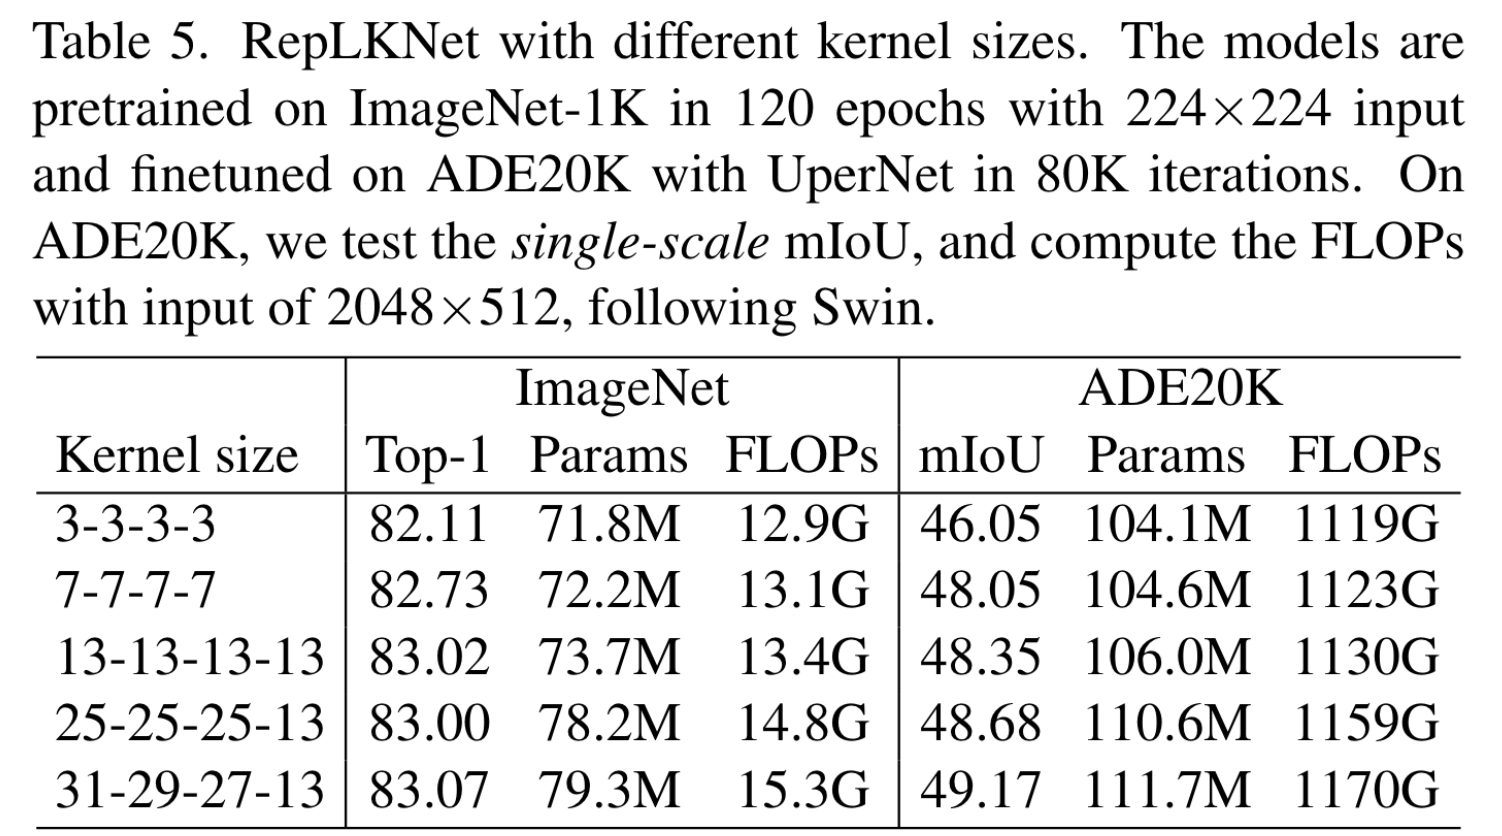 Table 5. RepLKNet with different kernel sizes. The models are
pretrained on ImageNet-1K in 120 epochs with 224×224 input
and finetuned on ADE20K with UperNet in 80K iterations. On
ADE20K, we test the single-scale mIoU, and compute the FLOPs
with input of 2048×512, following Swin.
ImageNet ADE20K
Kernel size Top-1 Params FLOPs mIoU Params FLOPs
3-3-3-3 82.11 71.8M 12.9G 46.05 104.1M 1119G
7-7-7-7 82.73 72.2M 13.1G 48.05 104.6M 1123G
13-13-13-13 83.02 73.7M 13.4G 48.35 106.0M 1130G
25-25-25-13 83.00 78.2M 14.8G 48.68 110.6M 1159G
31-29-27-13 83.07 79.3M 15.3G 49.17 111.7M 1170G